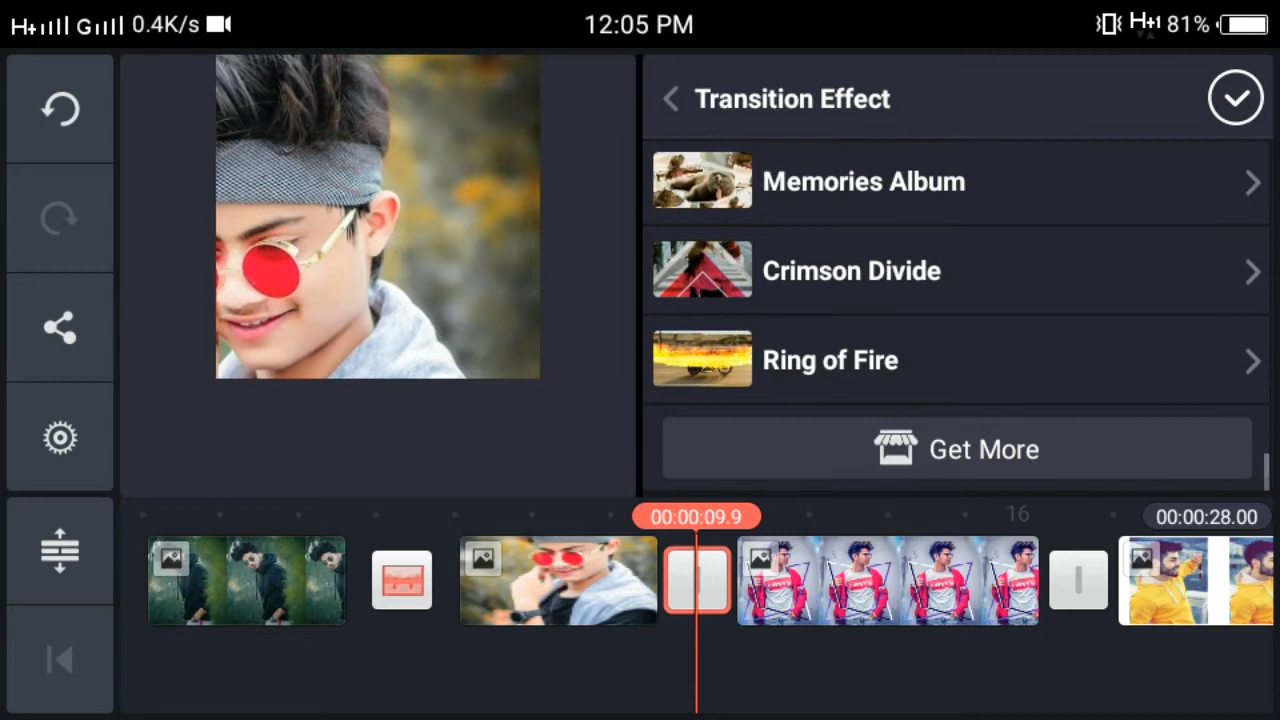 H+ G 0.4K/s 12:05 PM H+1 81%
Transition Effect
Memories Album
Crimson Divide
Ring of Fire
Get More
00:00:09.9 16 00:00:28.00